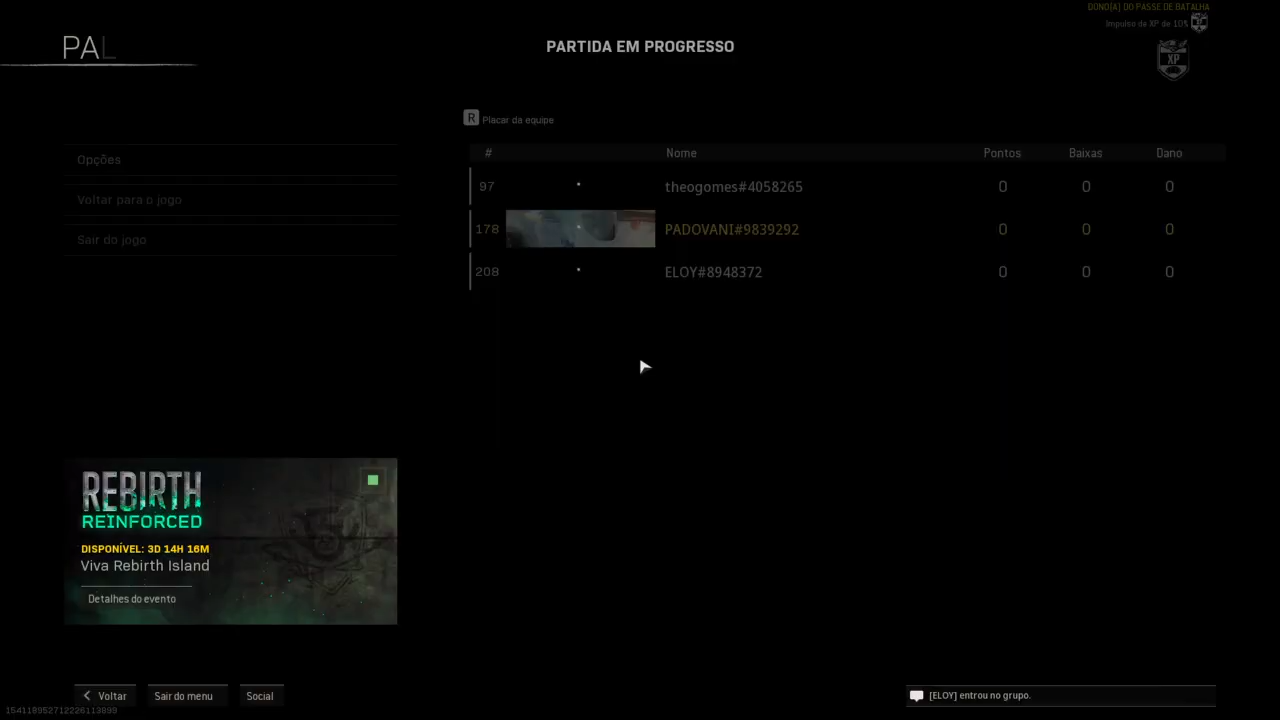 DONO(A) DO PASSE DE BATALHA
Impulso de XP de 10%
PAL
PARTIDA EM PROGRESSO
XP
R Placar da equipe
# Nome Pontos Baixas Dano
97 theogomes#4058265 0 0 0
178 PADOVANI#9839292 0 0 0
208 ELOY#8948372 0 0 0
Opções
Voltar para o jogo
Sair do jogo
REBIRTH
REINFORCED
DISPONÍVEL: 3D 14H 16M
Viva Rebirth Island
Detalhes do evento
Voltar Sair do menu Social
[ELOY] entrou no grupo.